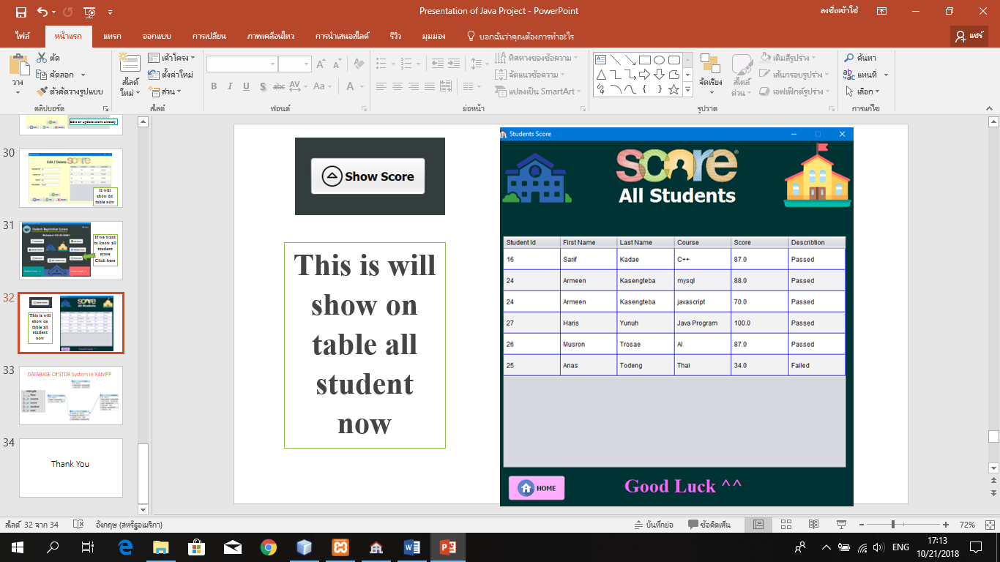 Presentation of Java Project - PowerPoint
ลงชื่อเข้าใช้
ไฟล์ หน้าแรก แทรก ออกแบบ การเปลี่ยน ภาพเคลื่อนไหว การนำเสนอสไลด์ รีวิว มุมมอง บอกฉันว่าคุณต้องการทำอะไร แชร์
วาง
ตัด
คัดลอก
ตัวคัดวางรูปแบบ
คลิปบอร์ด
สไลด์
ใหม่
เค้าโครง
ตั้งค่าใหม่
ส่วน
สไลด์
B I U S abc AV Aa A
ฟอนต์
ทิศทางของข้อความ
จัดแนวข้อความ
แปลงเป็น SmartArt
ย่อหน้า
จัดเรียง
สไตล์
ด่วน
เติมสีรูปร่าง
เส้นกรอบรูปร่าง
เอฟเฟ็กต์รูปร่าง
รูปวาด
ค้นหา
แทนที่
เลือก
การแก้ไข
Edit or update score already
30
Edit / Delete score
It will
show on
table now
31
Students Registration System
If we want
to know all
student
score
Click here
32
Show Score
This is will
show on
table all
student
now
score
All Students
Good Luck ^^
33
DATABASE Of STDR System in XAMPP
34
Thank You
Show Score
This is will
show on
table all
student
now
Students Score
score®
All Students
Student Id First Name Last Name Course Score Describtion
16 Sarif Kadae C++ 87.0 Passed
24 Armeen Kasengteba mysql 88.0 Passed
24 Armeen Kasengteba javascript 70.0 Passed
27 Haris Yunuh Java Program 100.0 Passed
26 Musron Trosae AI 87.0 Passed
25 Anas Todeng Thai 34.0 Failed
HOME
Good Luck ^^
สไลด์ 32 จาก 34 อังกฤษ (สหรัฐอเมริกา) บันทึกย่อ ข้อคิดเห็น 72%
ENG
17:13
10/21/2018